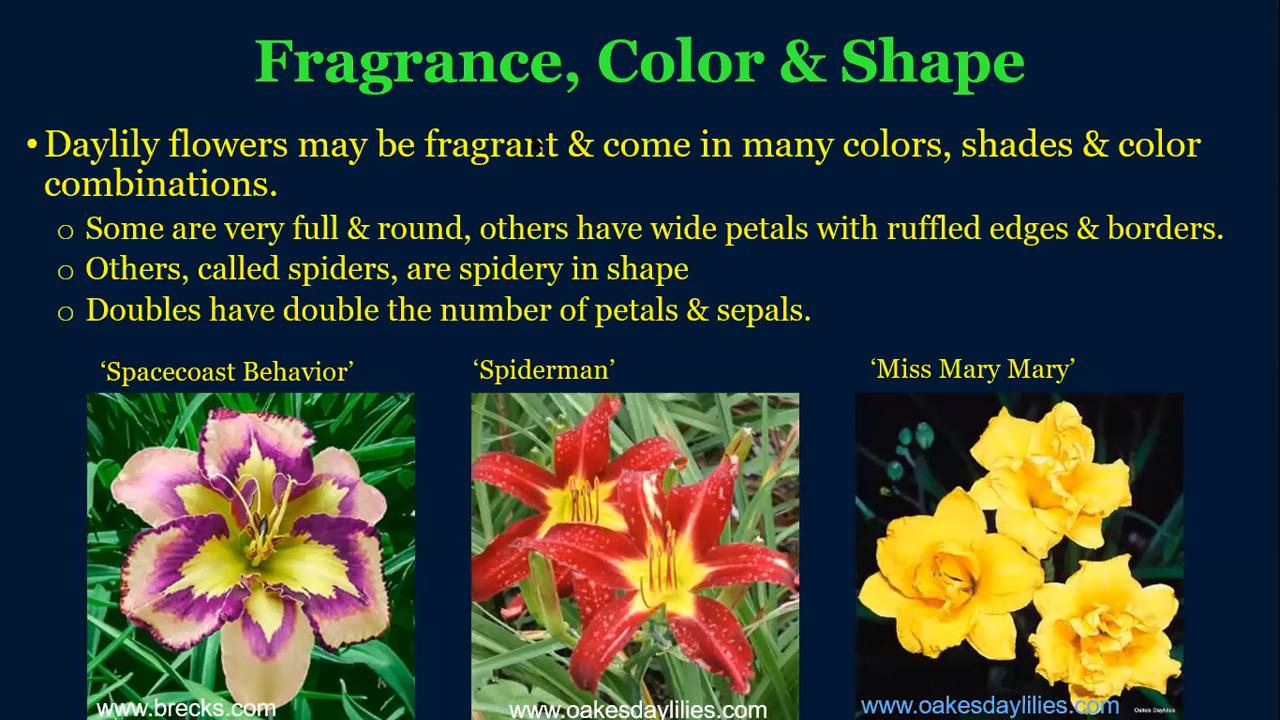 Fragrance, Color & Shape
• Daylily flowers may be fragrant & come in many colors, shades & color
combinations.
o Some are very full & round, others have wide petals with ruffled edges & borders.
o Others, called spiders, are spidery in shape
o Doubles have double the number of petals & sepals.
‘Spacecoast Behavior’
‘Spiderman’
‘Miss Mary Mary’
www.brecks.com
www.oakesdaylilies.com
www.oakesdaylilies.com
Oakes Daylilies